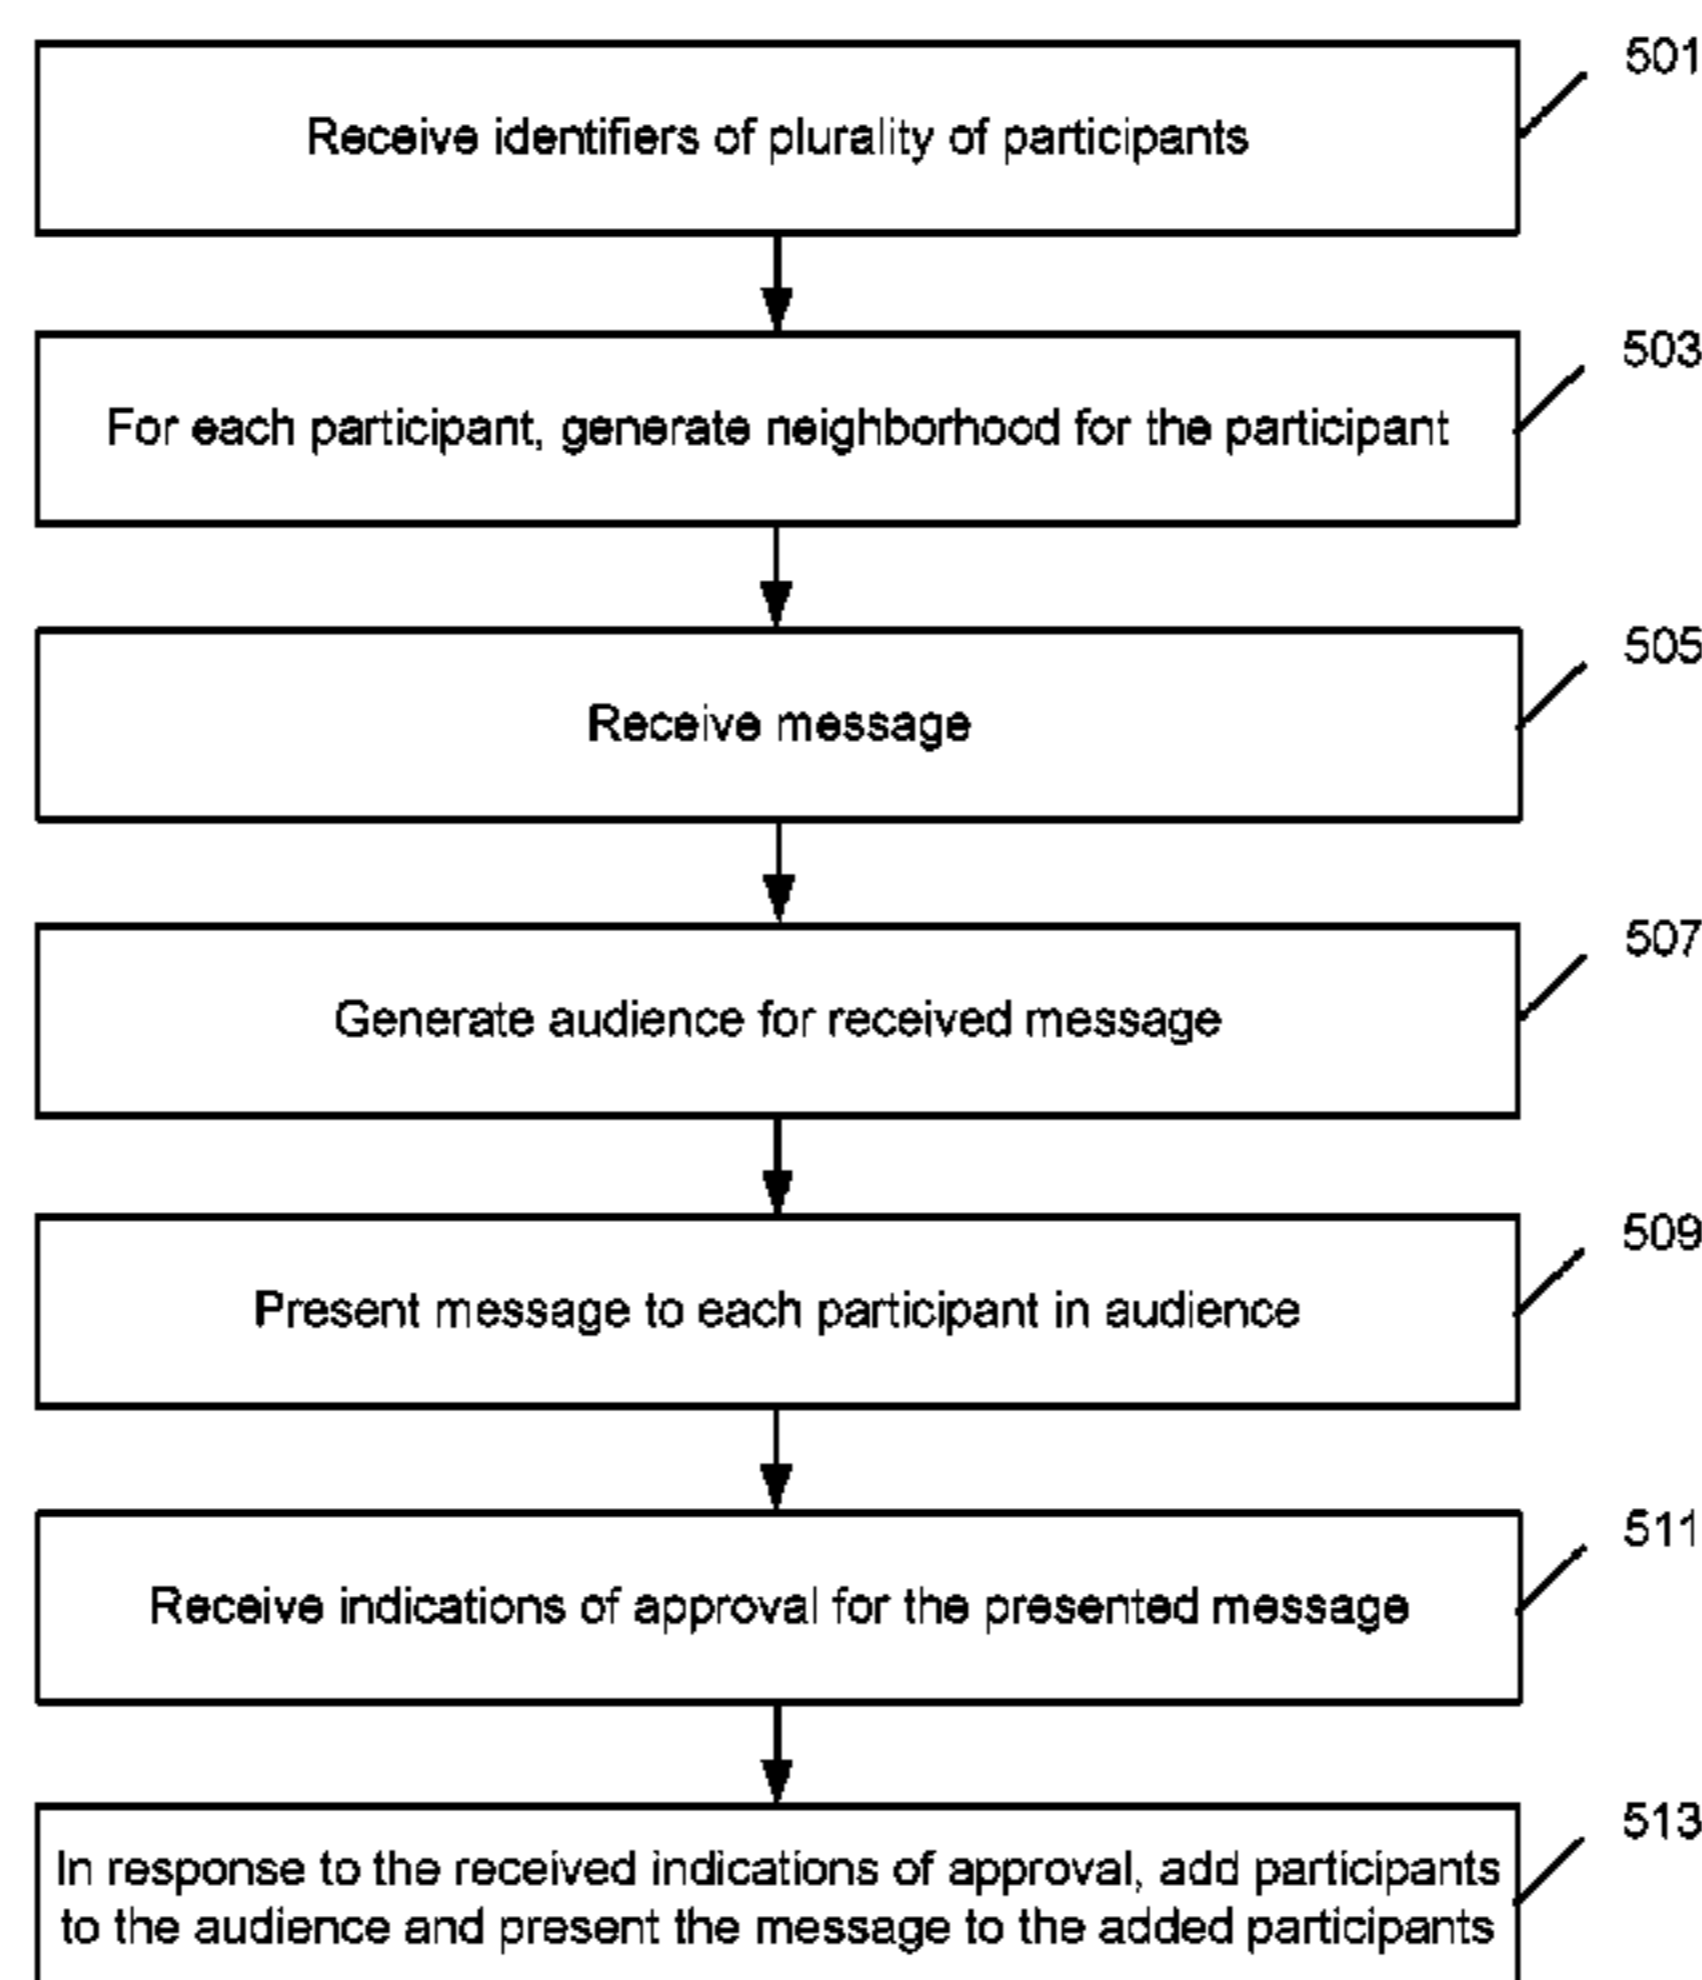 501
Receive identifiers of plurality of participants
503
For each participant, generate neighborhood for the participant
505
Receive message
507
Generate audience for received message
509
Present message to each participant in audience
511
Receive indications of approval for the presented message
513
In response to the received indications of approval, add participants
to the audience and present the message to the added participants